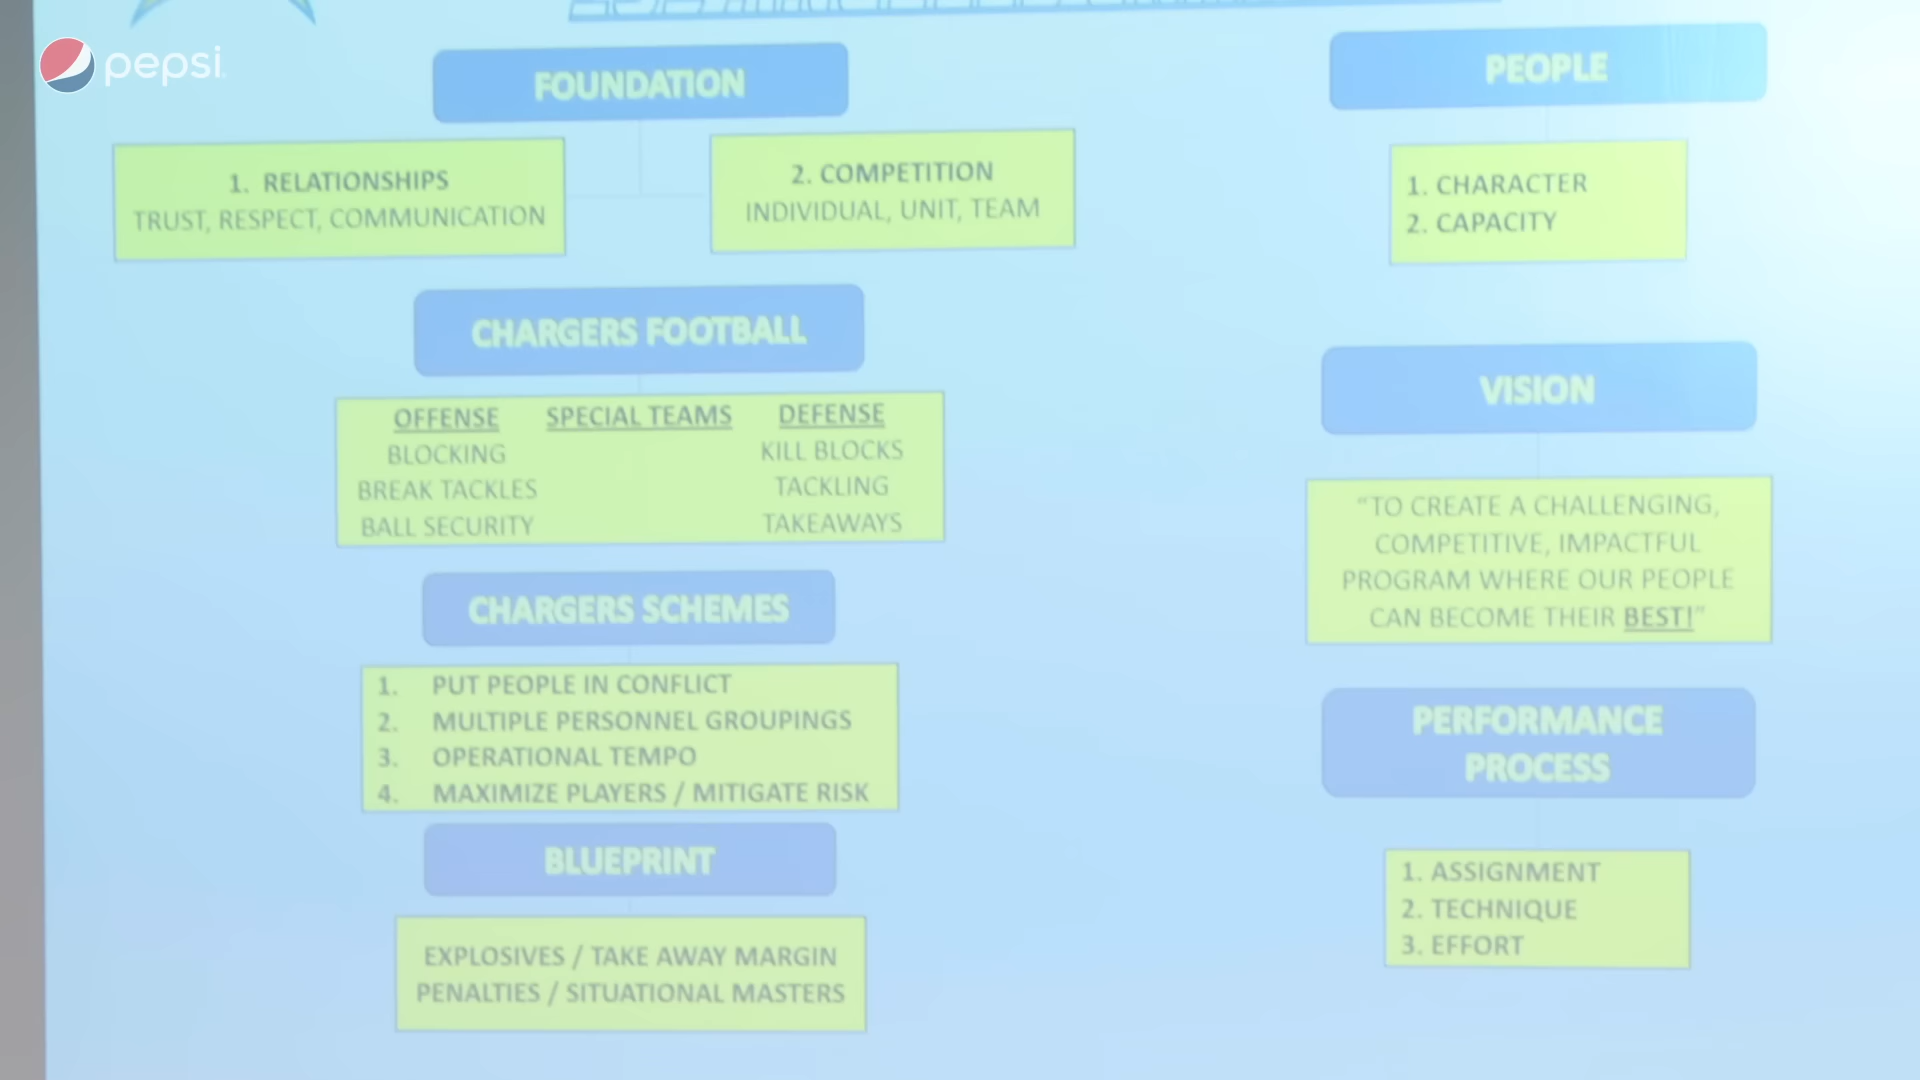 pepsi
FOUNDATION
1. RELATIONSHIPS
TRUST, RESPECT, COMMUNICATION
2. COMPETITION
INDIVIDUAL, UNIT, TEAM
CHARGERS FOOTBALL
OFFENSE SPECIAL TEAMS DEFENSE
BLOCKING KILL BLOCKS
BREAK TACKLES TACKLING
BALL SECURITY TAKEAWAYS
CHARGERS SCHEMES
1. PUT PEOPLE IN CONFLICT
2. MULTIPLE PERSONNEL GROUPINGS
3. OPERATIONAL TEMPO
4. MAXIMIZE PLAYERS / MITIGATE RISK
BLUEPRINT
EXPLOSIVES / TAKE AWAY MARGIN
PENALTIES / SITUATIONAL MASTERS
PEOPLE
1. CHARACTER
2. CAPACITY
VISION
"TO CREATE A CHALLENGING,
COMPETITIVE, IMPACTFUL
PROGRAM WHERE OUR PEOPLE
CAN BECOME THEIR BEST!"
PERFORMANCE
PROCESS
1. ASSIGNMENT
2. TECHNIQUE
3. EFFORT